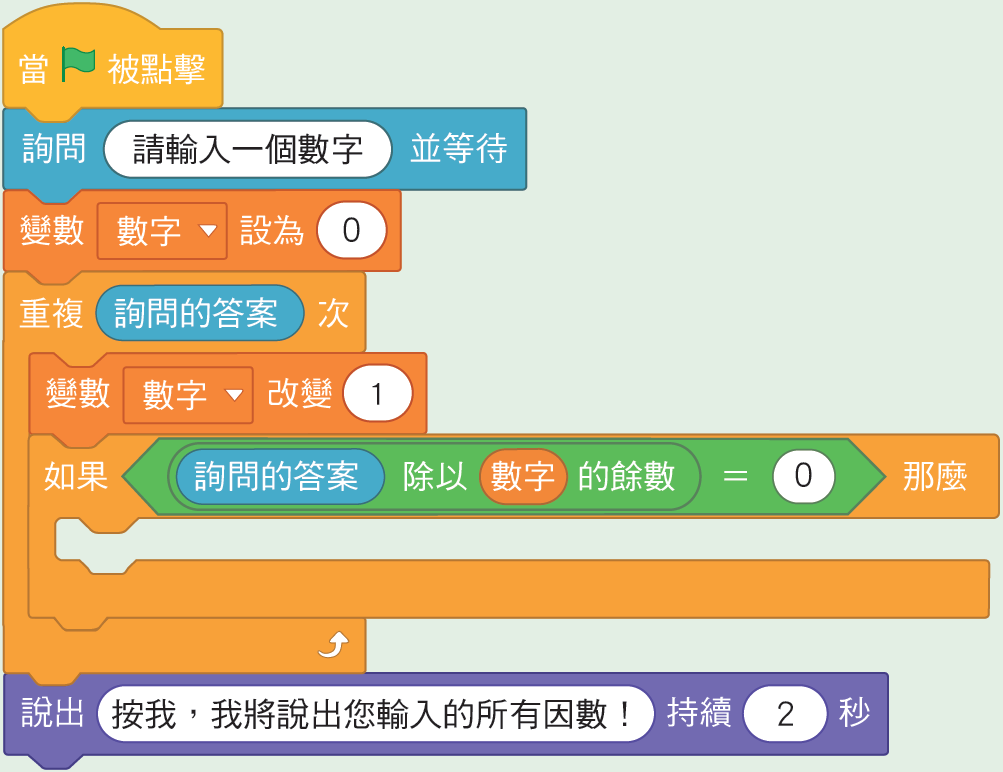 當 被點擊
詢問 請輸入一個數字 並等待
變數 數字 設為 0
重複 詢問的答案 次
變數 數字 改變 1
如果 詢問的答案 除以 數字 的餘數 = 0 那麼
說出 按我，我將說出您輸入的所有因數！ 持續 2 秒